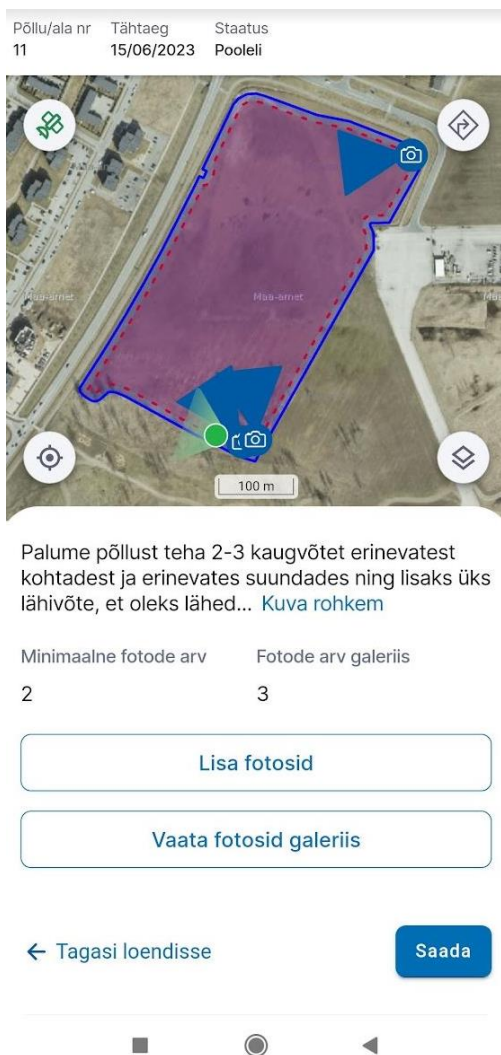 Põllu/ala nr Tähtaeg Staatus
11 15/06/2023 Pooleli
Maa-amet Maa-amet
100 m
Palume põllust teha 2-3 kaugvõtet erinevatest
kohtadest ja erinevates suundades ning lisaks üks
lähivõte, et oleks lähed... Kuva rohkem
Minimaalne fotode arv Fotode arv galeriis
2 3
Lisa fotosid
Vaata fotosid galeriis
← Tagasi loendisse Saada